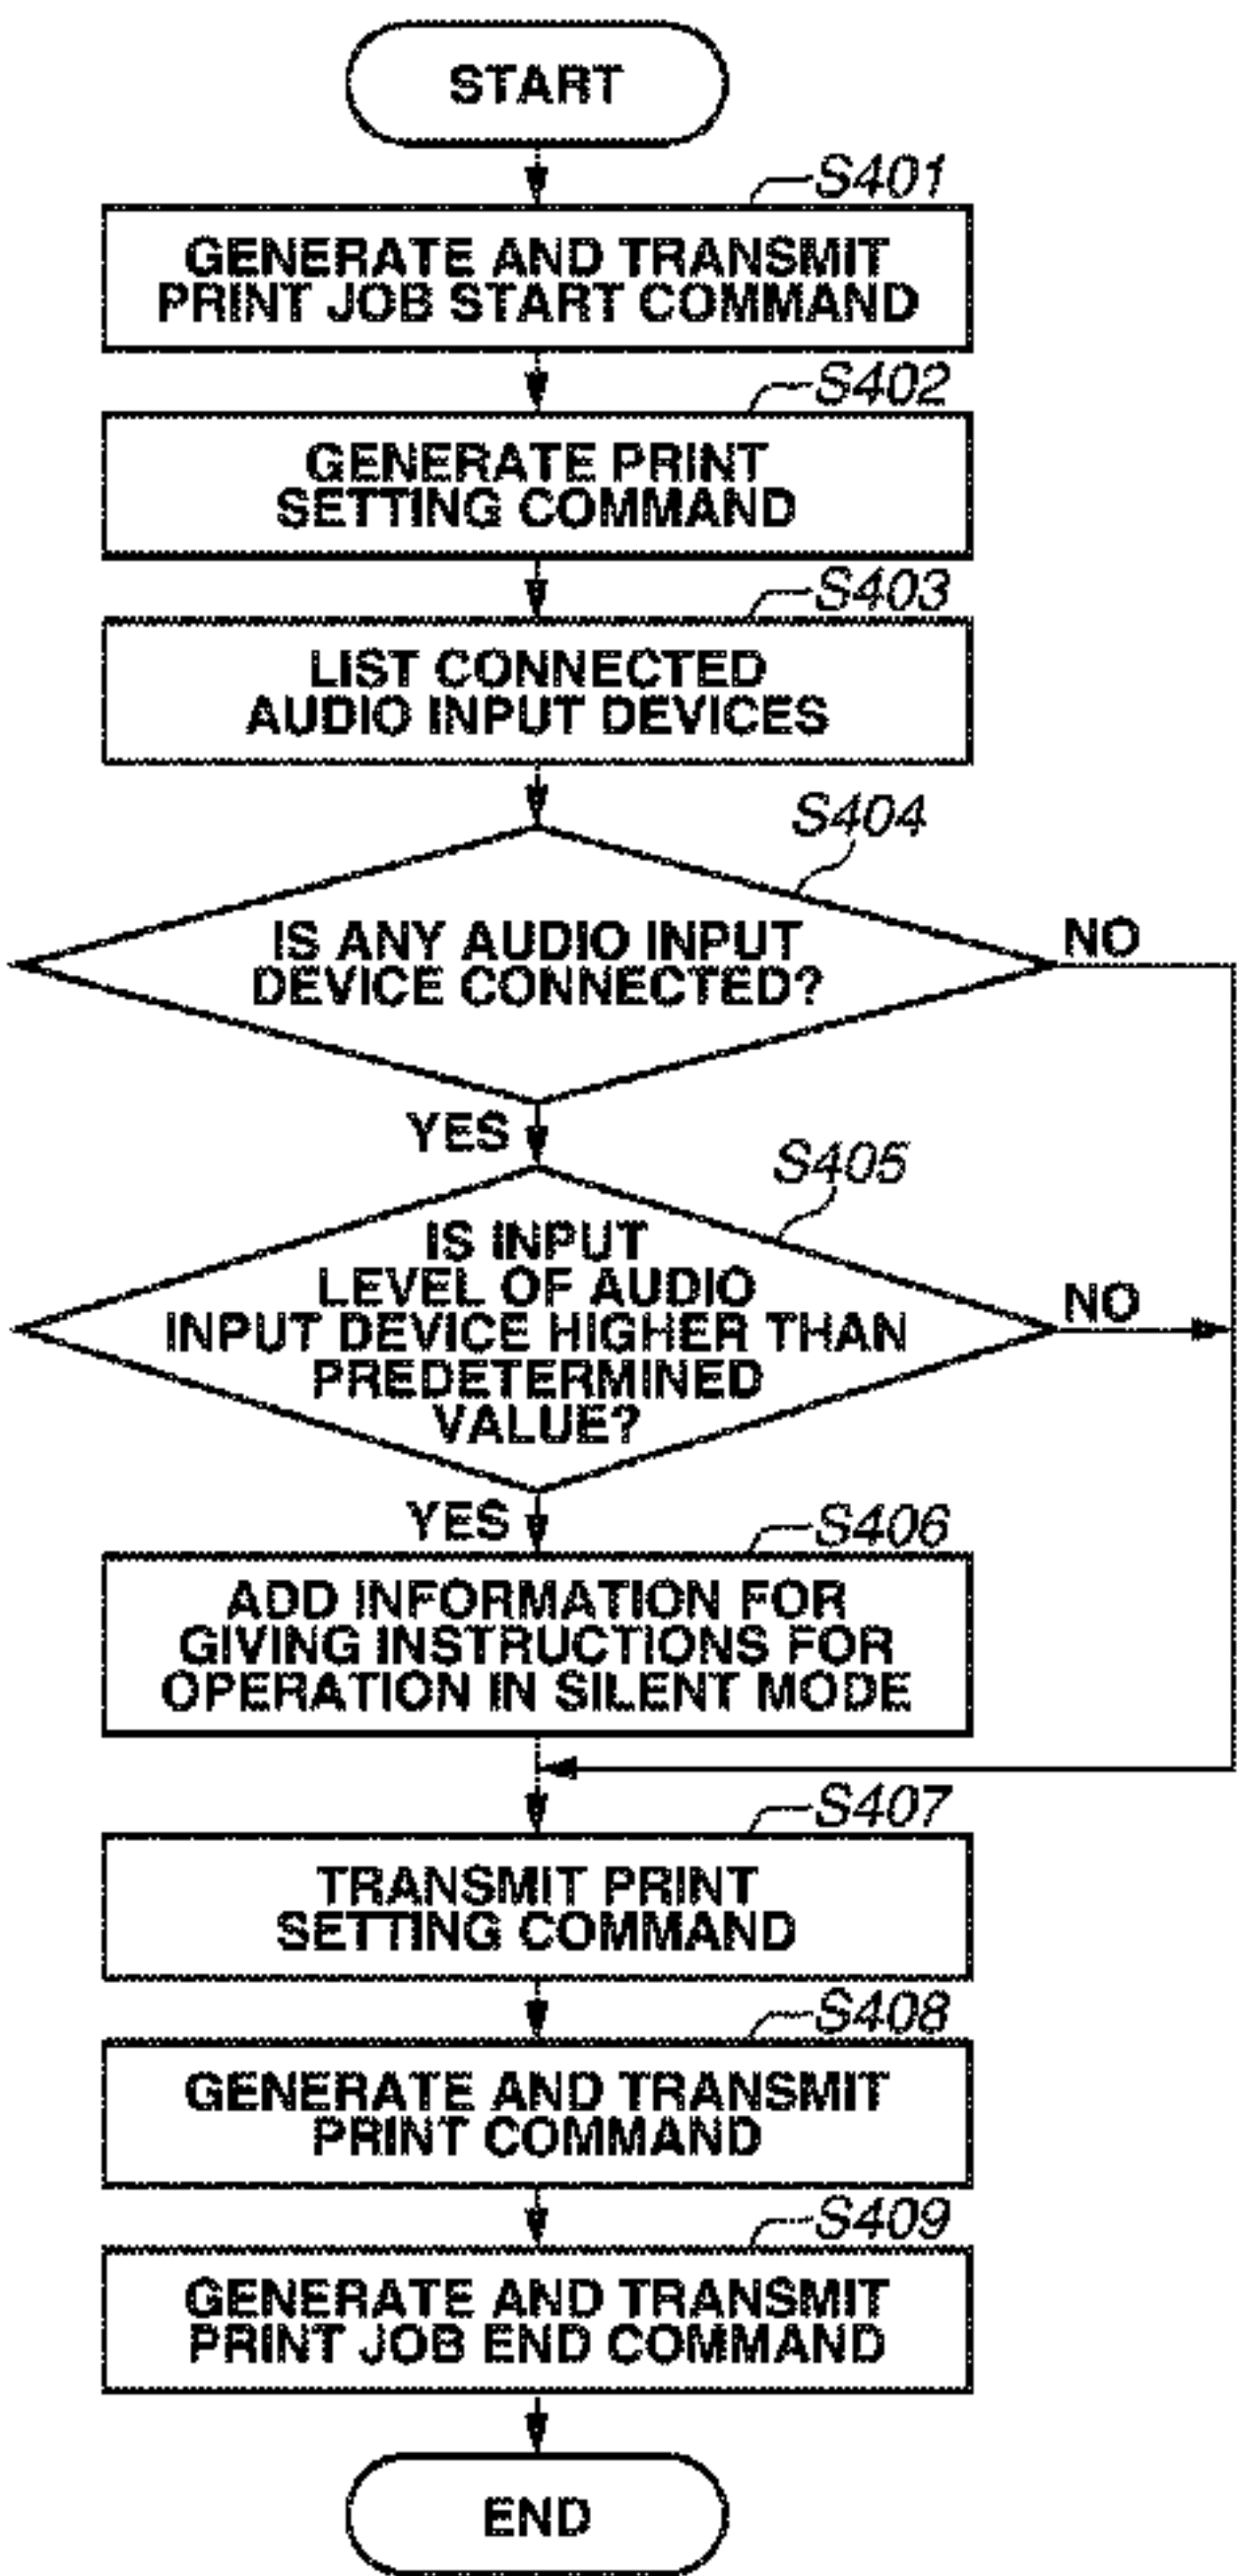 START
S401
GENERATE AND TRANSMIT
PRINT JOB START COMMAND
S402
GENERATE PRINT
SETTING COMMAND
S403
LIST CONNECTED
AUDIO INPUT DEVICES
S404
IS ANY AUDIO INPUT
DEVICE CONNECTED?
NO
YES
S405
IS INPUT
LEVEL OF AUDIO
INPUT DEVICE HIGHER THAN
PREDETERMINED
VALUE?
NO
YES
S406
ADD INFORMATION FOR
GIVING INSTRUCTIONS FOR
OPERATION IN SILENT MODE
S407
TRANSMIT PRINT
SETTING COMMAND
S408
GENERATE AND TRANSMIT
PRINT COMMAND
S409
GENERATE AND TRANSMIT
PRINT JOB END COMMAND
END